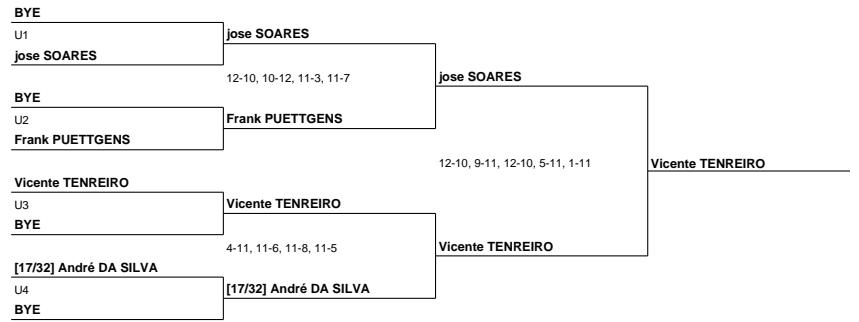 BYE
U1
jose SOARES
jose SOARES
12-10, 10-12, 11-3, 11-7
jose SOARES
BYE
U2
Frank PUETTGENS
Frank PUETTGENS
12-10, 9-11, 12-10, 5-11, 1-11
Vicente TENREIRO
Vicente TENREIRO
U3
BYE
Vicente TENREIRO
4-11, 11-6, 11-8, 11-5
Vicente TENREIRO
[17/32] André DA SILVA
U4
BYE
[17/32] André DA SILVA